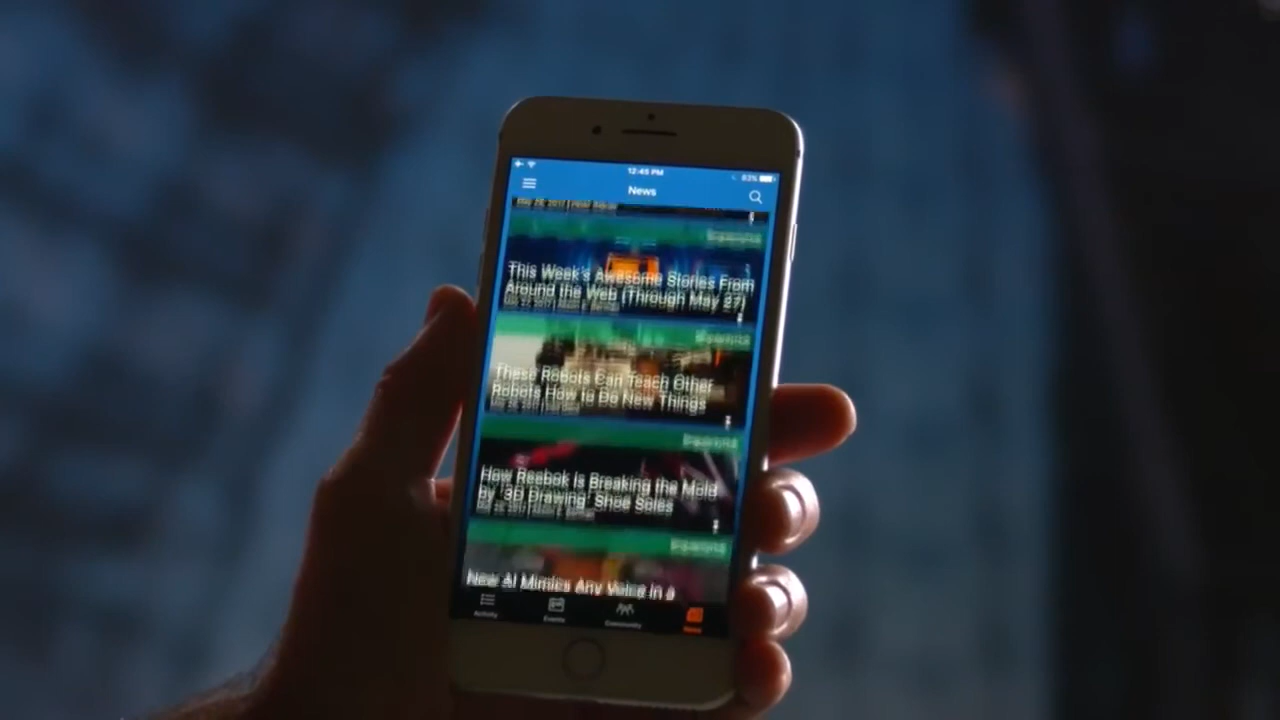 12:45 PM
83%
News
This Week's Awesome Stories From
Around the Web (Through May 27)
These Robots Can Teach Other
Robots How to Do New Things
How Reebok Is Breaking the Mold
by '3D Drawing' Shoe Soles
New AI Mimics Any Voice in a
Activity
Events
Community
News